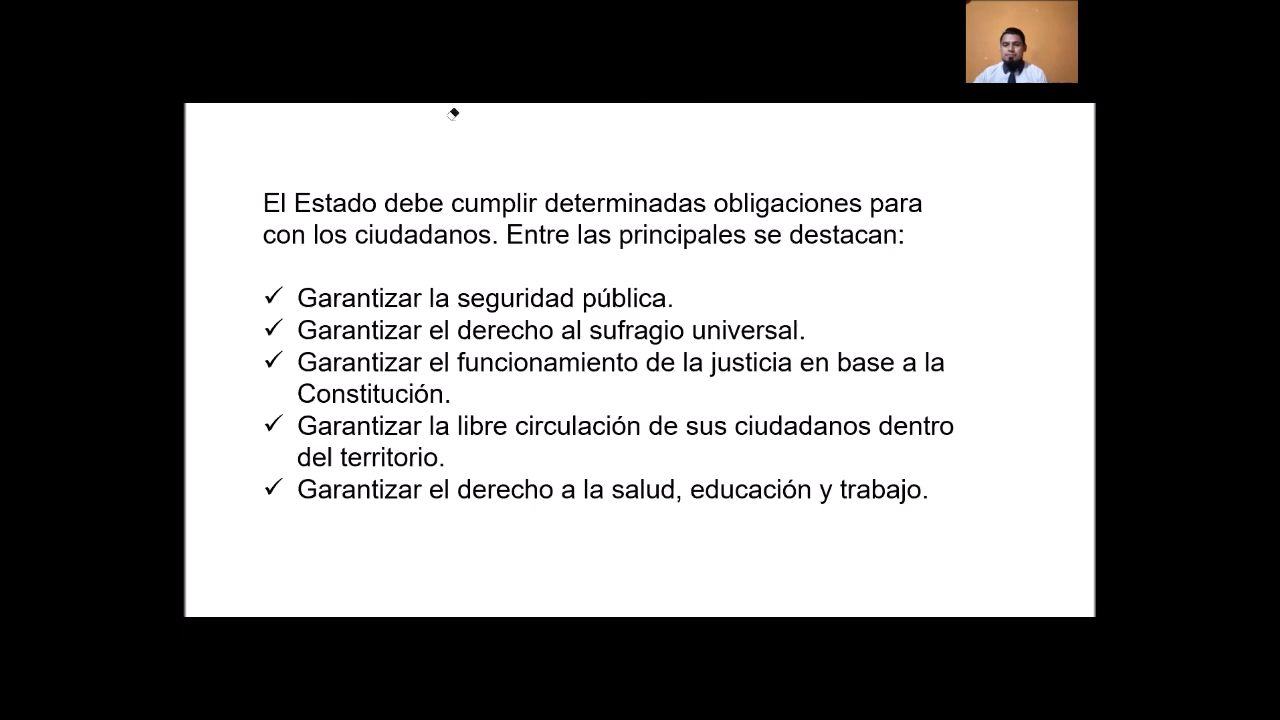 El Estado debe cumplir determinadas obligaciones para
con los ciudadanos. Entre las principales se destacan:
✓ Garantizar la seguridad pública.
✓ Garantizar el derecho al sufragio universal.
✓ Garantizar el funcionamiento de la justicia en base a la
Constitución.
✓ Garantizar la libre circulación de sus ciudadanos dentro
del territorio.
✓ Garantizar el derecho a la salud, educación y trabajo.